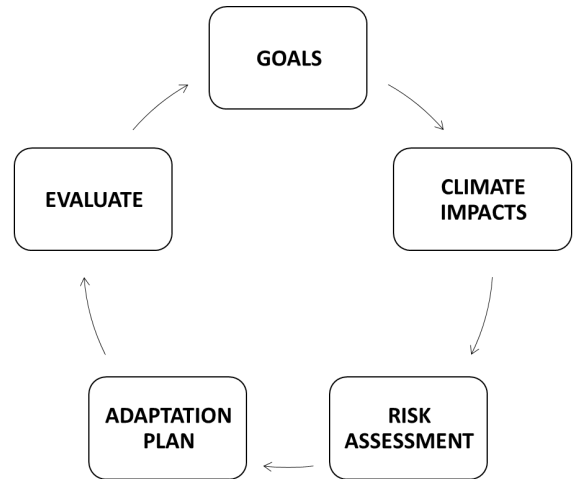 GOALS
CLIMATE
IMPACTS
RISK
ASSESSMENT
ADAPTATION
PLAN
EVALUATE